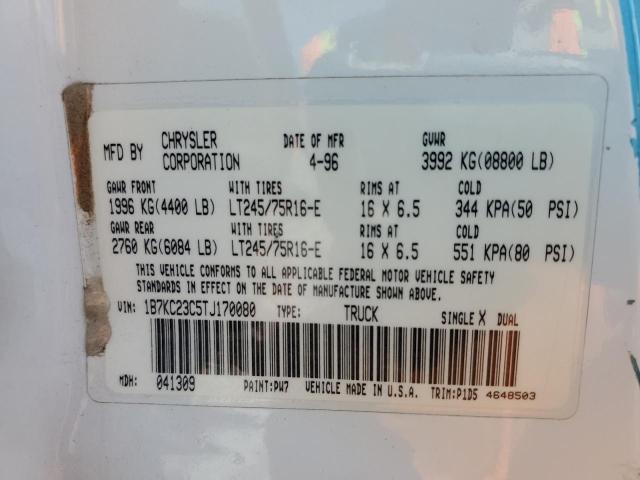 MFD BY CHRYSLER CORPORATION DATE OF MFR 4-96 GVWR 3992 KG(08800 LB)
GAWR FRONT WITH TIRES RIMS AT COLD
1996 KG(4400 LB) LT245/75R16-E 16 X 6.5 344 KPA(50 PSI)
GAWR REAR WITH TIRES RIMS AT COLD
2760 KG(6084 LB) LT245/75R16-E 16 X 6.5 551 KPA(80 PSI)
THIS VEHICLE CONFORMS TO ALL APPLICABLE FEDERAL MOTOR VEHICLE SAFETY
STANDARDS IN EFFECT ON THE DATE OF MANUFACTURE SHOWN ABOVE.
VIN: 1B7KC23C5TJ170080 TYPE: TRUCK SINGLE X DUAL
MDH: 041309 PAINT:PW7 VEHICLE MADE IN U.S.A. TRIM:P1D5 4648503